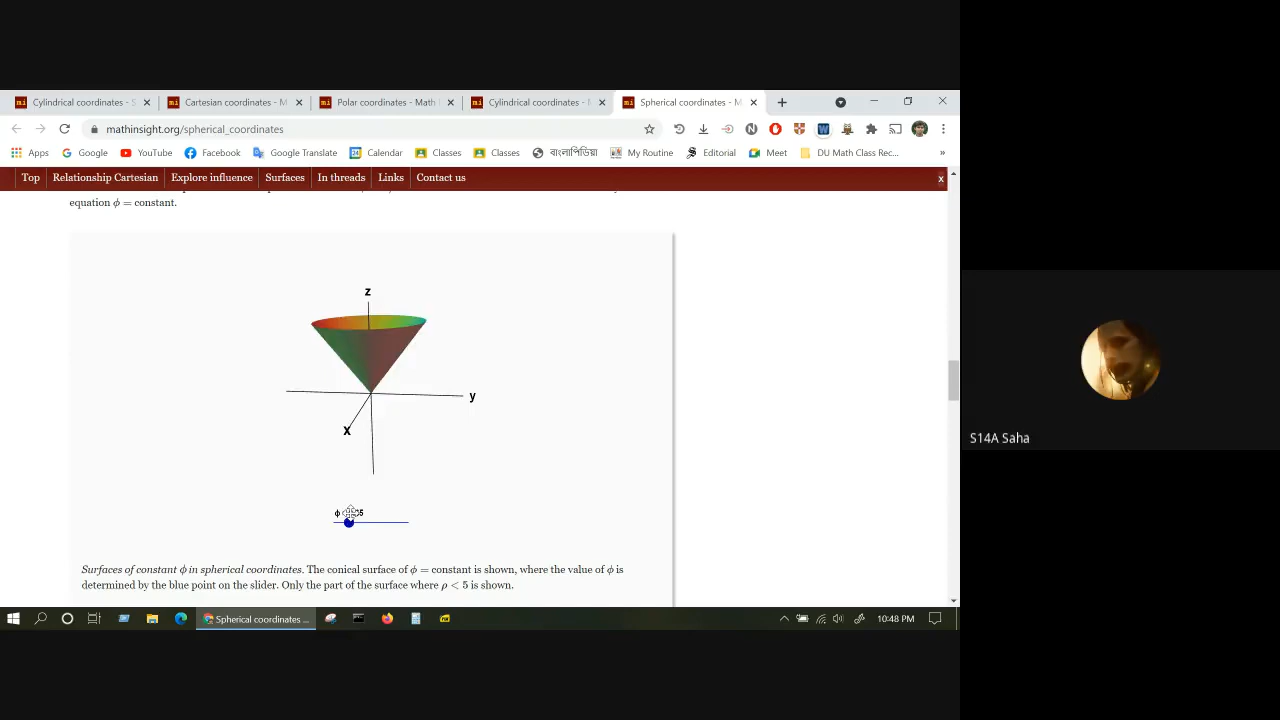 Cylindrical coordinates - S
Cartesian coordinates - M
Polar coordinates - Math
Cylindrical coordinates - M
Spherical coordinates - M
mathinsight.org/spherical_coordinates
Apps Google YouTube Facebook Google Translate Calendar Classes Classes বাংলাপিডিয়া My Routine Editorial Meet DU Math Class Rec... »
Top Relationship Cartesian Explore influence Surfaces In threads Links Contact us x
equation ϕ = constant.
z
y
x
ϕ
Surfaces of constant ϕ in spherical coordinates. The conical surface of ϕ = constant is shown, where the value of ϕ is
determined by the blue point on the slider. Only the part of the surface where ρ < 5 is shown.
S14A Saha
Spherical coordinates ...
10:48 PM